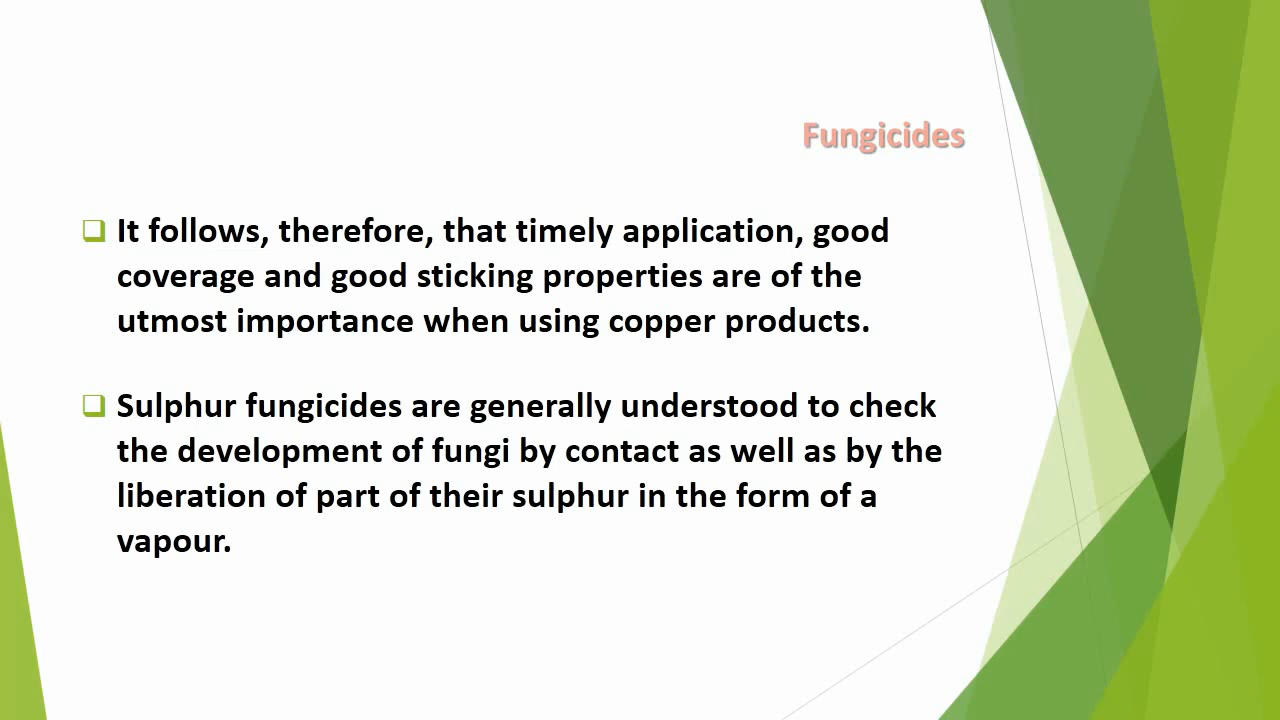 Fungicides
It follows, therefore, that timely application, good
coverage and good sticking properties are of the
utmost importance when using copper products.
Sulphur fungicides are generally understood to check
the development of fungi by contact as well as by the
liberation of part of their sulphur in the form of a
vapour.